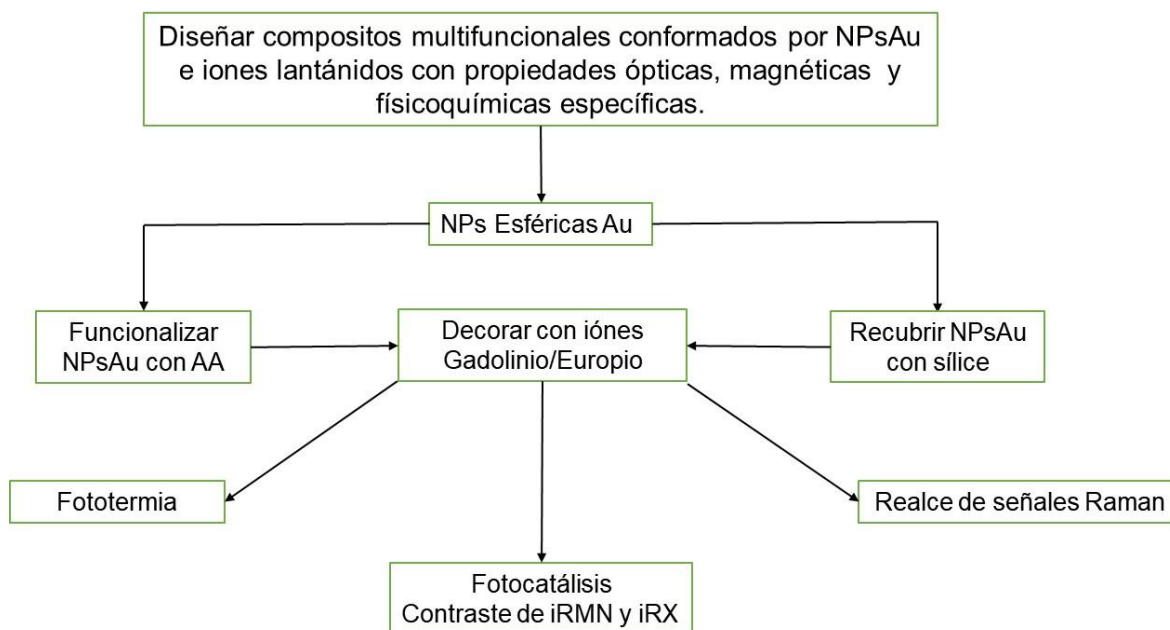 Diseñar compositos multifuncionales conformados por NPsAu
e iones lantánidos con propiedades ópticas, magnéticas y
físicoquímicas específicas.
NPs Esféricas Au
Funcionalizar
NPsAu con AA
Decorar con iónes
Gadolinio/Europio
Recubrir NPsAu
con sílice
Fototermia
Realce de señales Raman
Fotocatálisis
Contraste de iRMN y iRX